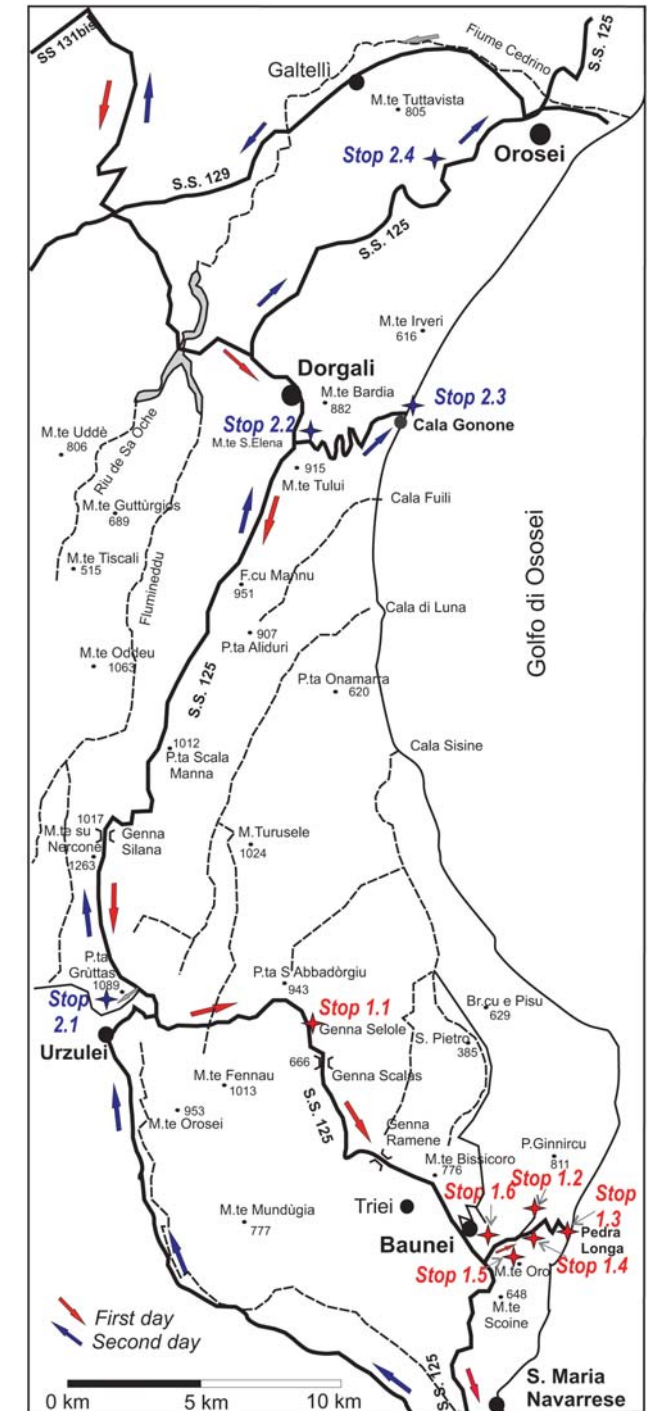 SS 131bis
Fiume Cedrino
S.S. 125
Galtellì
M.te Tuttavista
805
Stop 2.4
Orosei
S.S. 129
S.S. 125
M.te Irveri
616
Dorgali
M.te Bardia
882
Stop 2.3
Stop 2.2
Cala Gonone
M.te S.Elena
M.te Uddè
806
Riu de Sa Oche
915
M.te Tului
M.te Guttùrgios
689
Cala Fuili
M.te Tiscali
515
Flumineddu
F.cu Mannu
951
Golfo di Ososei
Cala di Luna
907
P.ta Aliduri
M.te Oddeu
1063
S.S. 125
P.ta Onamarra
620
1012
P.ta Scala
Manna
Cala Sisine
1017
M.te su
Nercone
1263
Genna
Silana
M.Turusele
1024
P.ta
Grùttas
1089
P.ta S'Abbadòrgiu
943
Stop
2.1
Stop 1.1
Genna Selole
Br.cu e Pisu
629
Urzulei
S. Pietro
385
666
Genna Scalas
M.te Fennau
1013
S.S. 125
953
M.te Orosei
Genna
Ramene
P.Ginnircu
811
M.te Bissicoro
776
Stop 1.6
Stop 1.2
Stop
1.3
Triei
M.te Mundùgia
777
Baunei
Pedra
Longa
Stop 1.5
Stop 1.4
M.te Oro
648
M.te
Scoine
First day
Second day
S.S. 125
0 km
5 km
10 km
S. Maria
Navarrese